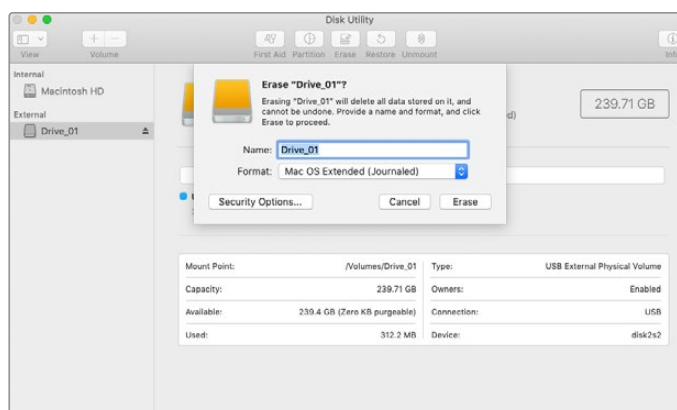 Disk Utility
View
Volume
First Aid
Partition
Erase
Restore
Unmount
Internal
Macintosh HD
External
Drive_01
Erase "Drive_01"?
Erasing "Drive_01" will delete all data stored on it, and
cannot be undone. Provide a name and format, and click
Erase to proceed.
Name: Drive_01
Format: Mac OS Extended (Journaled)
Security Options...
Cancel
Erase
d)
239.71 GB
Mount Point: /Volumes/Drive_01
Type: USB External Physical Volume
Capacity: 239.71 GB
Owners: Enabled
Available: 239.4 GB (Zero KB purgeable)
Connection: USB
Used: 312.2 MB
Device: disk2s2